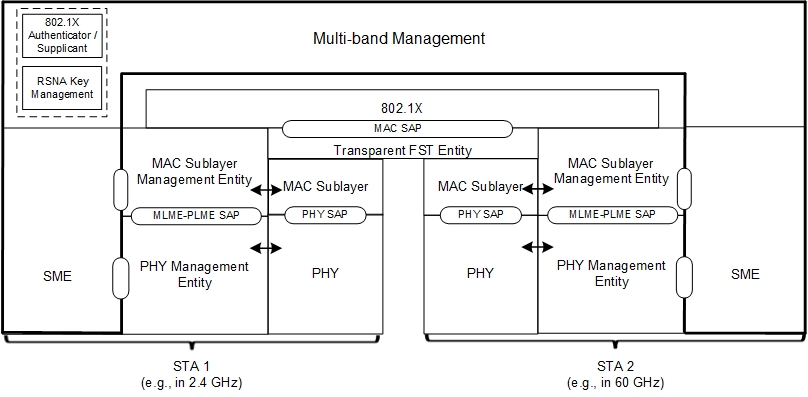 802.1X
Authenticator /
Supplicant
RSNA Key
Management
Multi-band Management
802.1X
MAC SAP
Transparent FST Entity
MAC Sublayer
Management Entity
MAC Sublayer
MAC Sublayer
MAC Sublayer
Management Entity
MLME-PLME SAP
PHY SAP
PHY SAP
MLME-PLME SAP
SME
PHY Management
Entity
PHY
PHY
PHY Management
Entity
SME
STA 1
(e.g., in 2.4 GHz)
STA 2
(e.g., in 60 GHz)